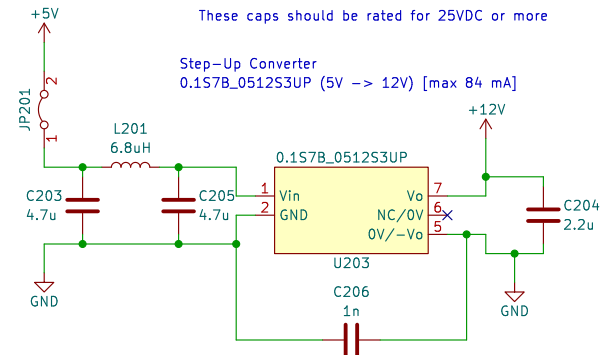 +5V
These caps should be rated for 25VDC or more
Step-Up Converter
0.1S7B_0512S3UP (5V -> 12V) [max 84 mA]
JP201
2
1
+12V
L201
6.8uH
0.1S7B_0512S3UP
C203
4.7u
C205
4.7u
1
Vin
2
GND
Vo
7
NC/0V
6
0V/-Vo
5
C204
2.2u
U203
GND
C206
1n
GND